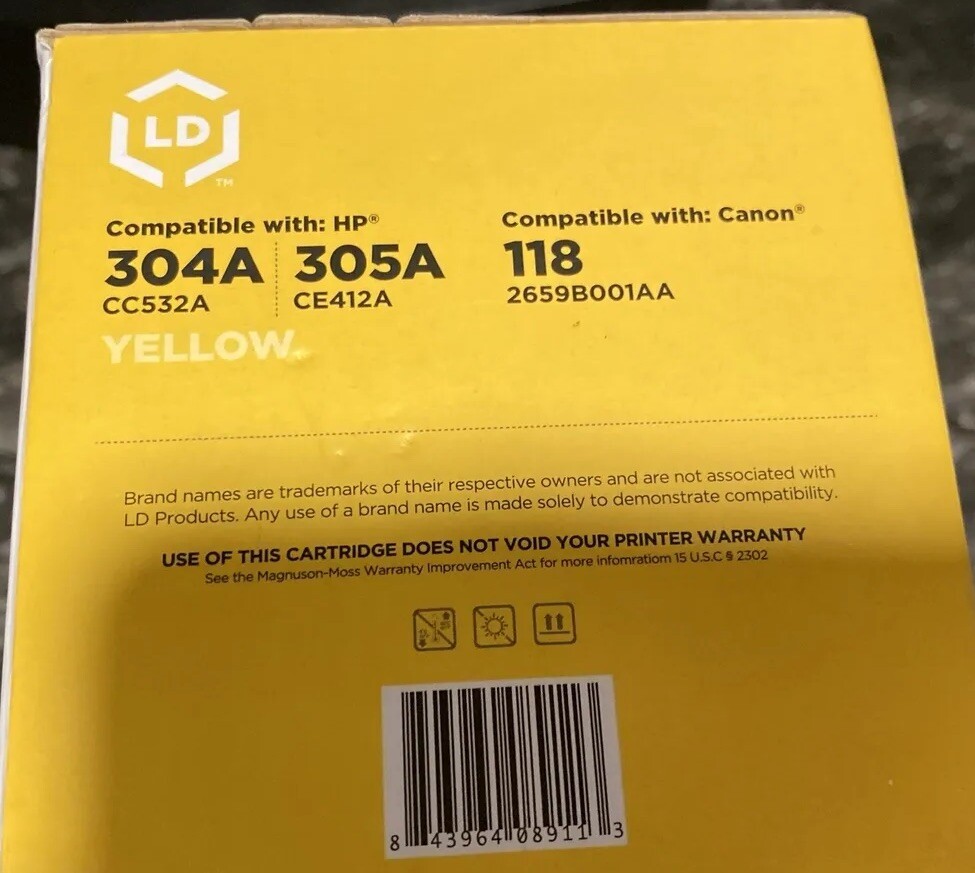 LD
TM
Compatible with: HP®
304A 305A
CC532A CE412A
YELLOW
Compatible with: Canon®
118
2659B001AA
Brand names are trademarks of their respective owners and are not associated with
LD Products. Any use of a brand name is made solely to demonstrate compatibility.
USE OF THIS CARTRIDGE DOES NOT VOID YOUR PRINTER WARRANTY
See the Magnuson-Moss Warranty Improvement Act for more infomratiom 15 U.S.C § 2302
8 43964 08911 3